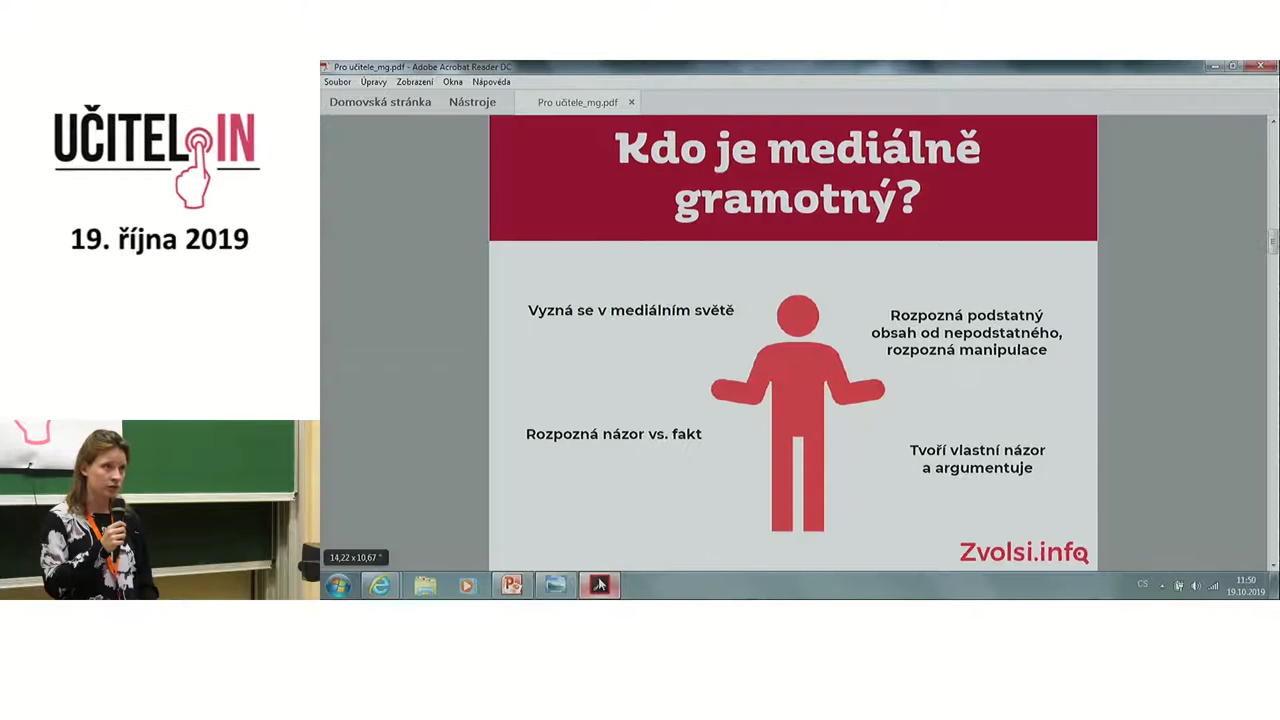 UČITEL IN
19. října 2019
Pro učitele_mg.pdf - Adobe Acrobat Reader DC
Soubor Úpravy Zobrazení Okna Nápověda
Domovská stránka Nástroje Pro učitele_mg.pdf ×
Kdo je mediálně
gramotný?
Vyzná se v mediálním světě
Rozpozná podstatný
obsah od nepodstatného,
rozpozná manipulace
Rozpozná názor vs. fakt
Tvoří vlastní názor
a argumentuje
Zvolsi.info
14,22 x 10,67 "
CS 11:50
19.10.2019